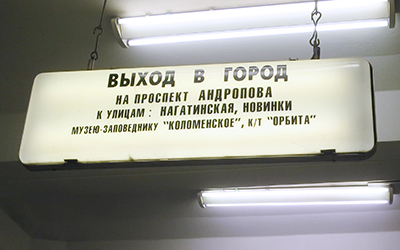 ВЫХОД В ГОРОД
НА ПРОСПЕКТ АНДРОПОВА
К УЛИЦАМ: НАГАТИНСКАЯ, НОВИНКИ
МУЗЕЮ-ЗАПОВЕДНИКУ "КОЛОМЕНСКОЕ", К/Т "ОРБИТА"